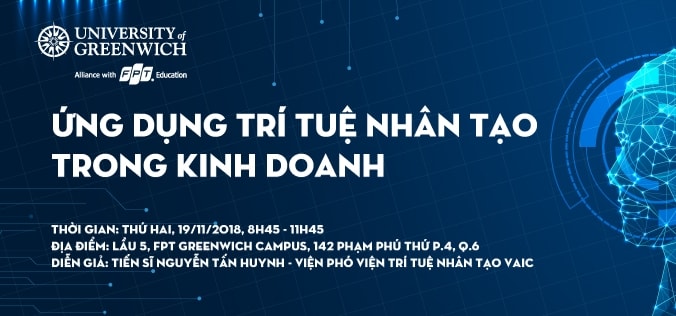 UNIVERSITY of
GREENWICH
Alliance with FPT. Education
ỨNG DỤNG TRÍ TUỆ NHÂN TẠO
TRONG KINH DOANH
THỜI GIAN: THỨ HAI, 19/11/2018, 8H45 - 11H45
ĐỊA ĐIỂM: LẦU 5, FPT GREENWICH CAMPUS, 142 PHẠM PHÚ THỨ P.4, Q.6
DIỄN GIẢ: TIẾN SĨ NGUYỄN TẤN HUYNH - VIỆN PHÓ VIỆN TRÍ TUỆ NHÂN TẠO VAIC